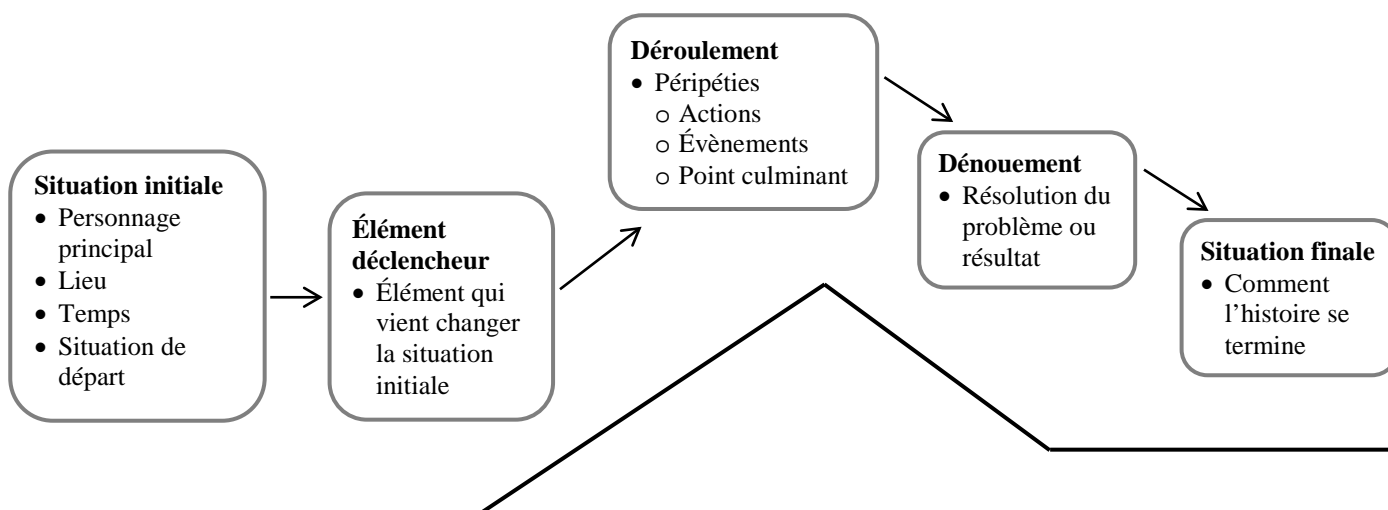 Situation initiale
• Personnage
principal
• Lieu
• Temps
• Situation de
départ
Élément
déclencheur
• Élément qui
vient changer
la situation
initiale
Déroulement
• Péripéties
o Actions
o Évènements
o Point culminant
Dénouement
• Résolution du
problème ou
résultat
Situation finale
• Comment
l’histoire se
termine